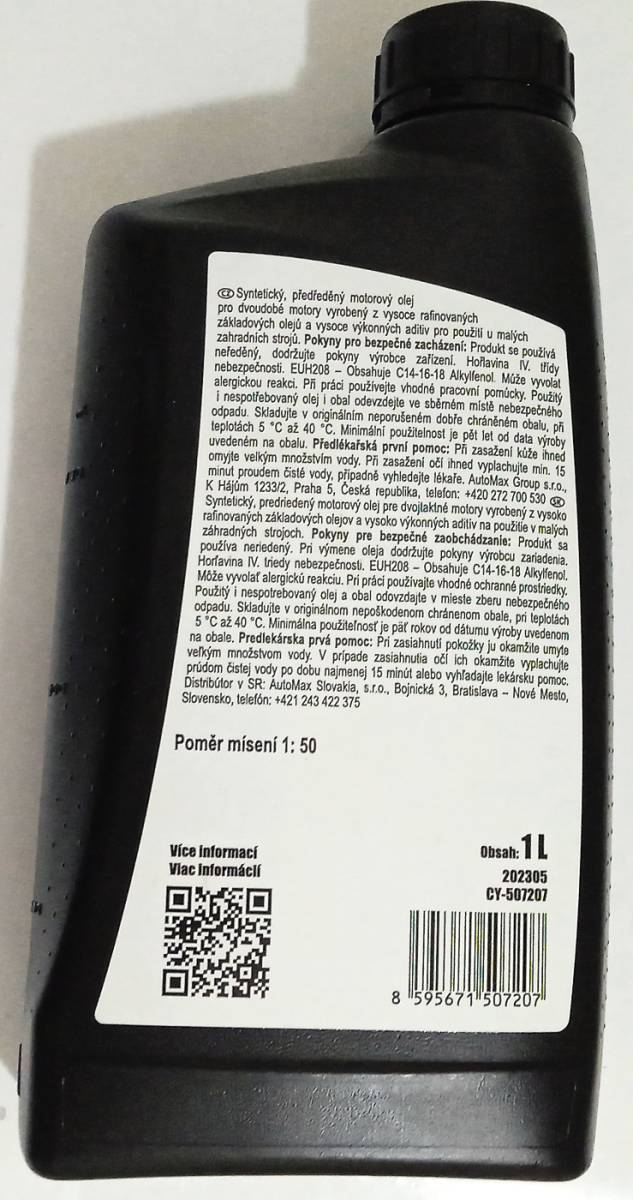 CZ Syntetický, předředěný motorový olej
pro dvoudobé motory vyrobený z vysoce rafinovaných
základových olejů a vysoce výkonných aditiv pro použití u malých
zahradních strojů. Pokyny pro bezpečné zacházení: Produkt se používá
neředěný, dodržujte pokyny výrobce zařízení. Hořlavina IV. třídy
nebezpečnosti. EUH208 – Obsahuje C14-16-18 Alkylfenol. Může vyvolat
alergickou reakci. Při práci používejte vhodné pracovní pomůcky. Použitý
i nespotřebovaný olej i obal odevzdejte ve sběrném místě nebezpečného
odpadu. Skladujte v originálním neporušeném dobře chráněném obalu, při
teplotách 5 °C až 40 °C. Minimální použitelnost je pět let od data výroby
uvedeném na obalu. Předlékařská první pomoc: Při zasažení kůže ihned
omyjte velkým množstvím vody. Při zasažení očí ihned vyplachujte min. 15
minut proudem čisté vody, případně vyhledejte lékaře. AutoMax Group s.r.o.,
K Hájům 1233/2, Praha 5, Česká republika, telefon: +420 272 700 530 SK
Syntetický, predriedený motorový olej pre dvojtaktné motory vyrobený z vysoko
rafinovaných základových olejov a vysoko výkonných aditív na použitie v malých
záhradných strojoch. Pokyny pre bezpečné zaobchádzanie: Produkt sa
používa neriedený. Pri výmene oleja dodržujte pokyny výrobcu zariadenia.
Horľavina IV. triedy nebezpečnosti. EUH208 – Obsahuje C14-16-18 Alkylfenol.
Môže vyvolať alergickú reakciu. Pri práci používajte vhodné ochranné prostriedky.
Použitý i nespotrebovaný olej a obal odovzdajte v mieste zberu nebezpečného
odpadu. Skladujte v originálnom nepoškodenom chránenom obale, pri teplotách
5 °C až 40 °C. Minimálna použiteľnosť je päť rokov od dátumu výroby uvedenom
na obale. Predlekárska prvá pomoc: Pri zasiahnutí pokožky ju okamžite umyte
veľkým množstvom vody. V prípade zasiahnutia očí ich okamžite vyplachujte
prúdom čistej vody po dobu najmenej 15 minút alebo vyhľadajte lekársku pomoc.
Distribútor v SR: AutoMax Slovakia, s.r.o., Bojnická 3, Bratislava – Nové Mesto,
Slovensko, telefón: +421 243 422 375
Poměr mísení 1: 50
Více informací
Viac informácií
Obsah: 1 L
202305
CY-507207
8 595671 507207